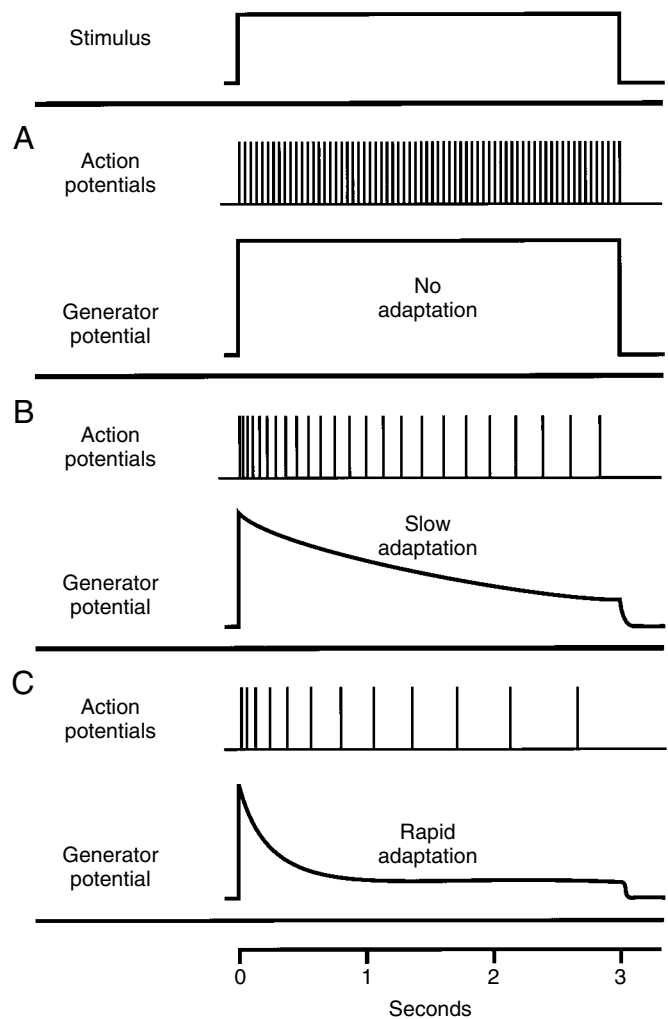 Stimulus
A
Action
potentials
Generator
potential
No
adaptation
B
Action
potentials
Generator
potential
Slow
adaptation
C
Action
potentials
Generator
potential
Rapid
adaptation
0 1 2 3
Seconds